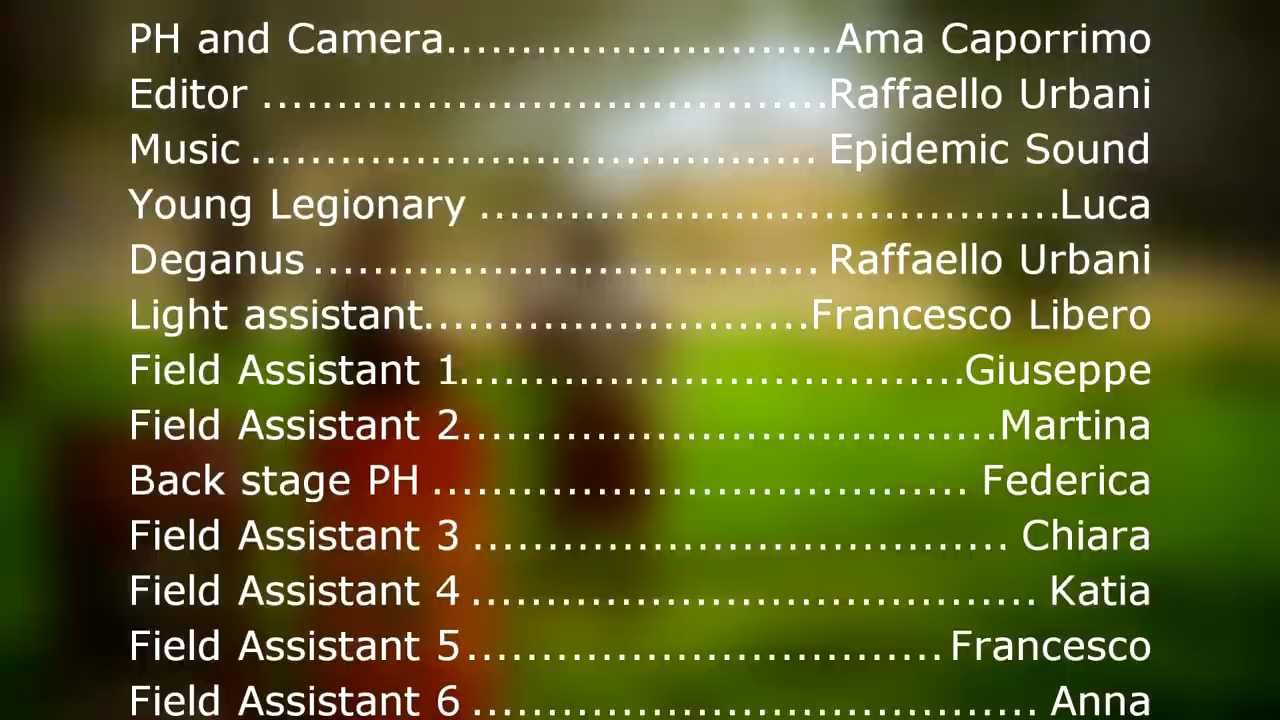 PH and Camera..........................Ama Caporrimo
Editor ......................................Raffaello Urbani
Music ...................................... Epidemic Sound
Young Legionary .......................................Luca
Deganus .................................. Raffaello Urbani
Light assistant..........................Francesco Libero
Field Assistant 1..................................Giuseppe
Field Assistant 2....................................Martina
Back stage PH .................................... Federica
Field Assistant 3 .................................... Chiara
Field Assistant 4 ...................................... Katia
Field Assistant 5 ................................ Francesco
Field Assistant 6 ...................................... Anna